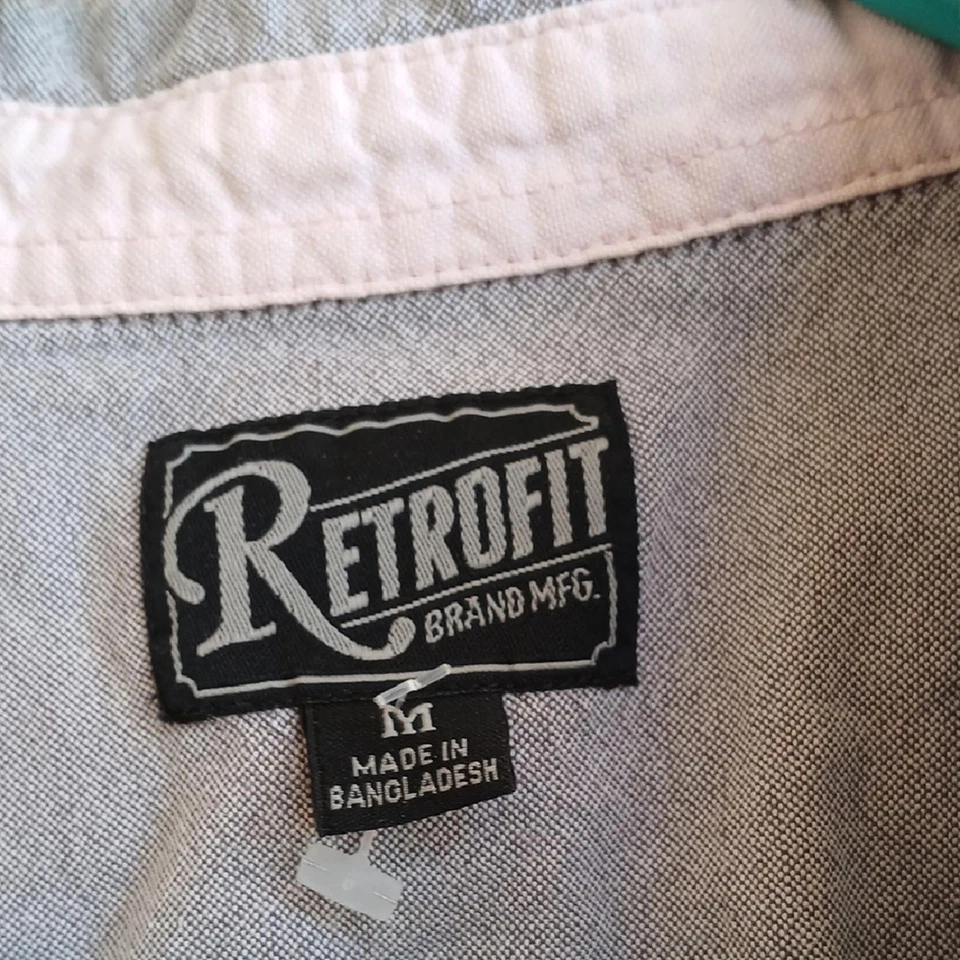 RETROFIT
BRAND MFG.
M
MADE IN
BANGLADESH